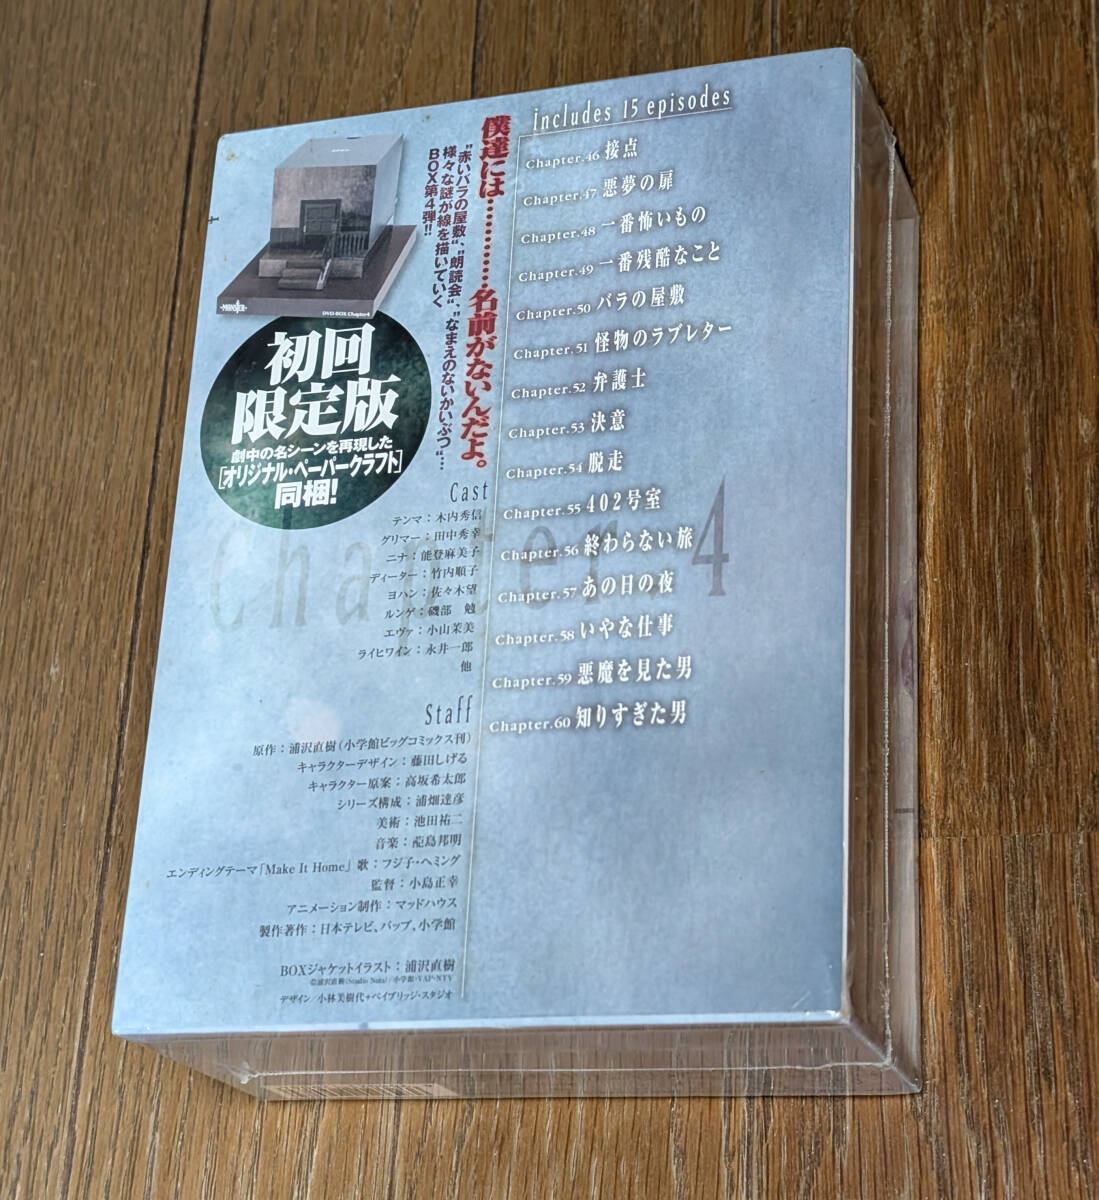 includes 15 episodes
Chapter.46 接点
Chapter.47 悪夢の扉
Chapter.48 一番怖いもの
Chapter.49 一番残酷なこと
Chapter.50 バラの屋敷
Chapter.51 怪物のラブレター
Chapter.52 弁護士
Chapter.53 決意
Chapter.54 脱走
Chapter.55 402号室
Chapter.56 終わらない旅
Chapter.57 あの日の夜
Chapter.58 いやな仕事
Chapter.59 悪魔を見た男
Chapter.60 知りすぎた男
僕達には…………名前がないんだよ。
"赤いバラの屋敷"、"朗読会"、"なまえのないかいぶつ"…
様々な謎が線を描いていく
BOX第4弾!!
MONSTER
DVD-BOX Chapter4
初回
限定版
劇中の名シーンを再現した
[オリジナル・ペーパークラフト]
同梱!
Chapter 4
Cast
テンマ:木内秀信
グリマー:田中秀幸
ニナ:能登麻美子
ディーター:竹内順子
ヨハン:佐々木望
ルンゲ:磯部 勉
エヴァ:小山茉美
ライヒワイン:永井一郎
他
Staff
原作:浦沢直樹(小学館ビッグコミックス刊)
キャラクターデザイン:藤田しげる
キャラクター原案:高坂希太郎
シリーズ構成:浦畑達彦
美術:池田祐二
音楽:蓜島邦明
エンディングテーマ「Make It Home」歌:フジ子・ヘミング
監督:小島正幸
アニメーション制作:マッドハウス
製作著作:日本テレビ、バップ、小学館
BOXジャケットイラスト:浦沢直樹
©浦沢直樹(Studio Nuts)/小学館・VAP・NTV
デザイン/小林美樹代+ベイブリッジ・スタジオ